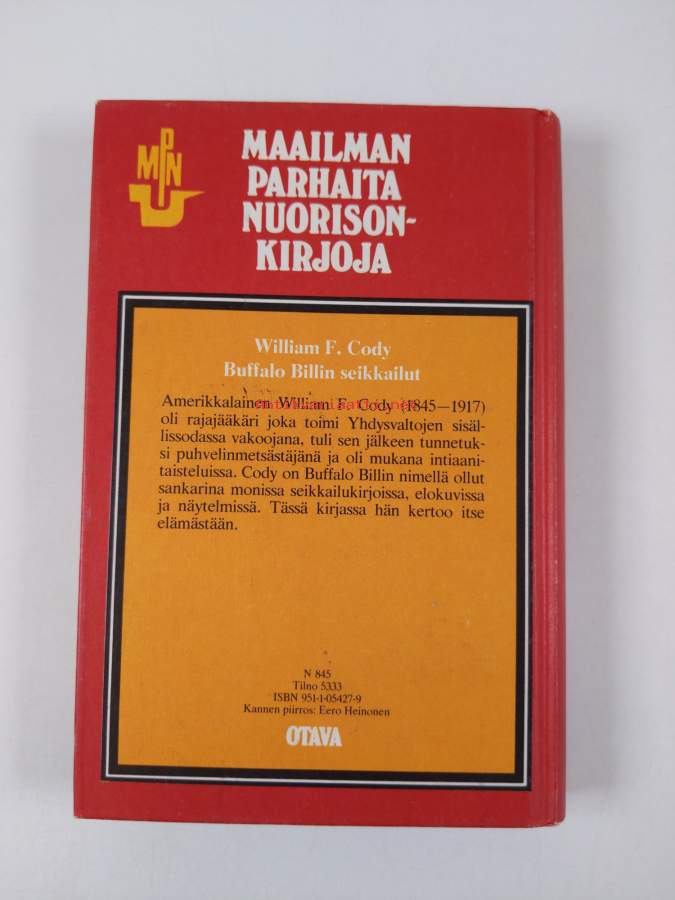 MPN
MAAILMAN
PARHAITA
NUORISON-
KIRJOJA
William F. Cody
Buffalo Billin seikkailut
Amerikkalainen William F. Cody (1845—1917)
oli rajajääkäri joka toimi Yhdysvaltojen sisäl-
lissodassa vakoojana, tuli sen jälkeen tunnetuk-
si puhvelinmetsästäjänä ja oli mukana intiaani-
taisteluissa. Cody on Buffalo Billin nimellä ollut
sankarina monissa seikkailukirjoissa, elokuvissa
ja näytelmissä. Tässä kirjassa hän kertoo itse
elämästään.
N 845
Tilno 5333
ISBN 951-1-05427-9
Kannen piirros: Eero Heinonen
OTAVA